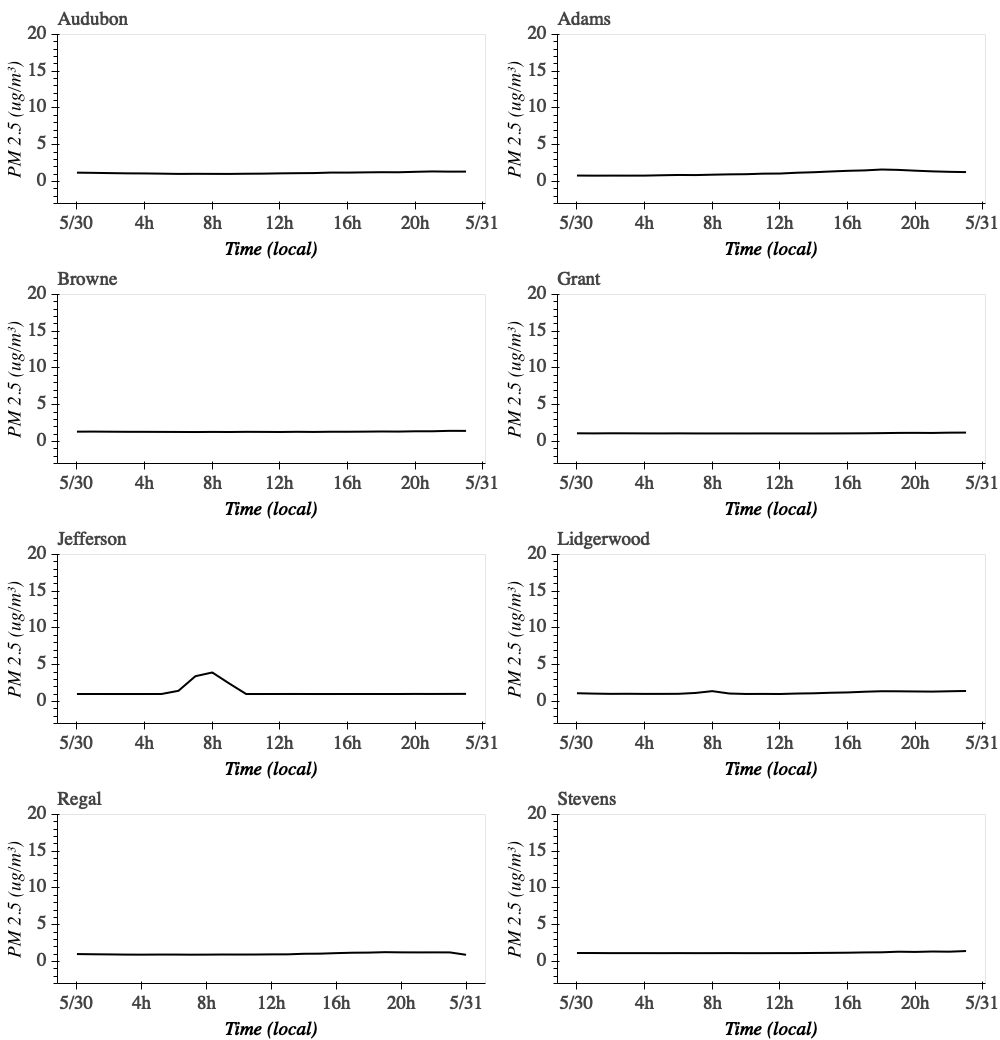 Audubon
20
15
10
5
0
PM 2.5 (ug/m³)
5/30 4h 8h 12h 16h 20h 5/31
Time (local)
Adams
20
15
10
5
0
PM 2.5 (ug/m³)
5/30 4h 8h 12h 16h 20h 5/31
Time (local)
Browne
20
15
10
5
0
PM 2.5 (ug/m³)
5/30 4h 8h 12h 16h 20h 5/31
Time (local)
Grant
20
15
10
5
0
PM 2.5 (ug/m³)
5/30 4h 8h 12h 16h 20h 5/31
Time (local)
Jefferson
20
15
10
5
0
PM 2.5 (ug/m³)
5/30 4h 8h 12h 16h 20h 5/31
Time (local)
Lidgerwood
20
15
10
5
0
PM 2.5 (ug/m³)
5/30 4h 8h 12h 16h 20h 5/31
Time (local)
Regal
20
15
10
5
0
PM 2.5 (ug/m³)
5/30 4h 8h 12h 16h 20h 5/31
Time (local)
Stevens
20
15
10
5
0
PM 2.5 (ug/m³)
5/30 4h 8h 12h 16h 20h 5/31
Time (local)